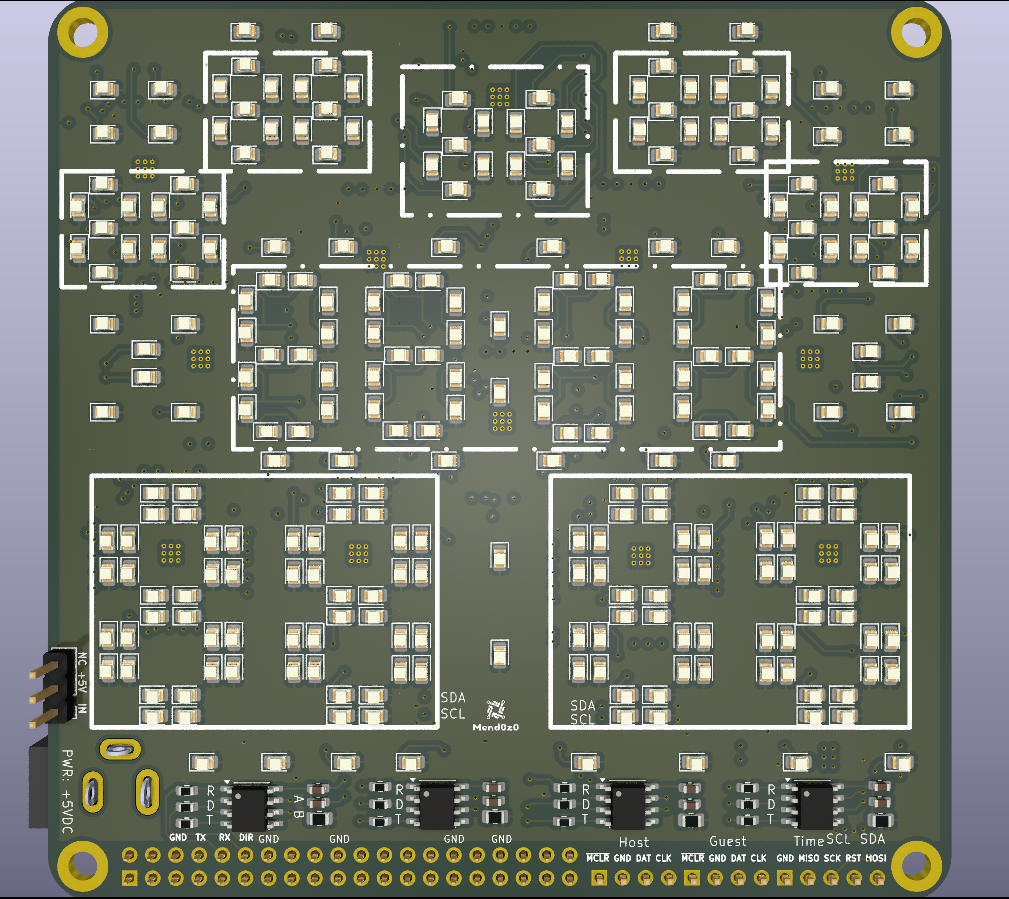 NC +5V IN
SDA
SCL
SDA
SCL
Mend0z0
PWR: +5VDC
R
D
T
A
B
R
D
T
R
D
T
R
D
T
GND TX RX DIR GND GND GND GND
Host Guest Time SCL SDA
MCLR GND DAT CLK MCLR GND DAT CLK GND MISO SCK RST MOSI